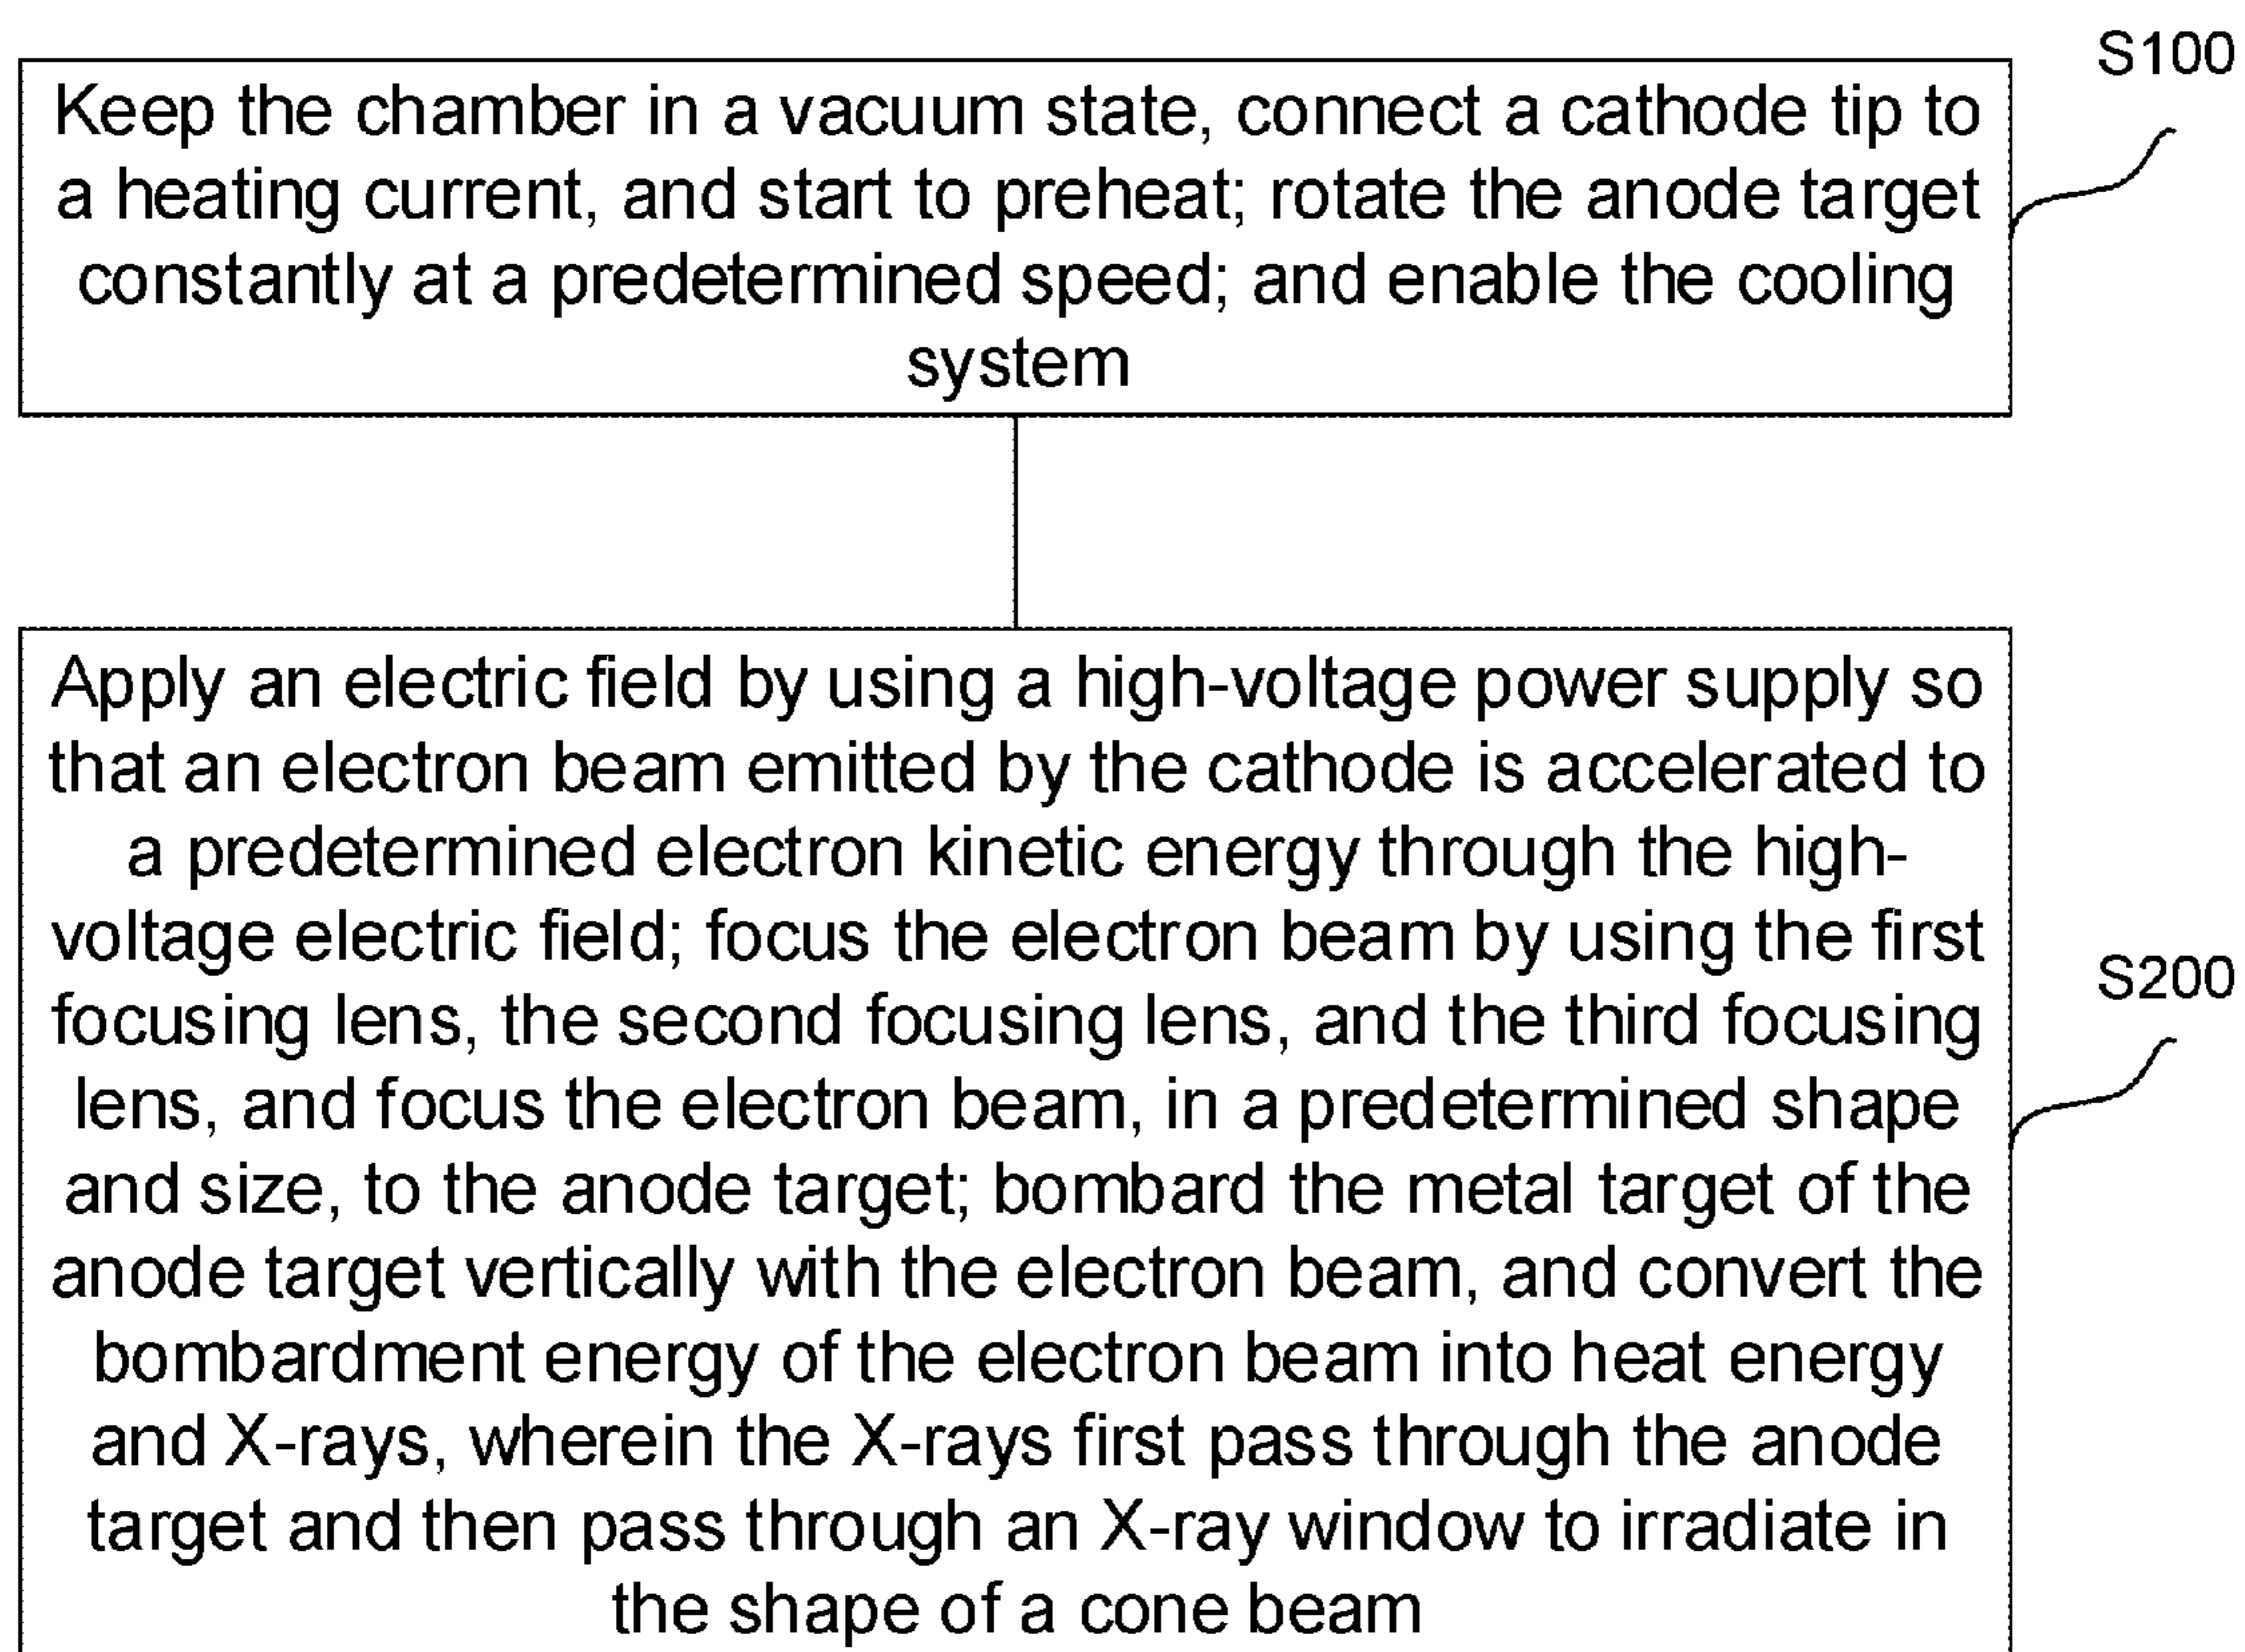 S100
Keep the chamber in a vacuum state, connect a cathode tip to
a heating current, and start to preheat; rotate the anode target
constantly at a predetermined speed; and enable the cooling
system
Apply an electric field by using a high-voltage power supply so
that an electron beam emitted by the cathode is accelerated to
a predetermined electron kinetic energy through the high-
voltage electric field; focus the electron beam by using the first
focusing lens, the second focusing lens, and the third focusing
lens, and focus the electron beam, in a predetermined shape
and size, to the anode target; bombard the metal target of the
anode target vertically with the electron beam, and convert the
bombardment energy of the electron beam into heat energy
and X-rays, wherein the X-rays first pass through the anode
target and then pass through an X-ray window to irradiate in
the shape of a cone beam
S200